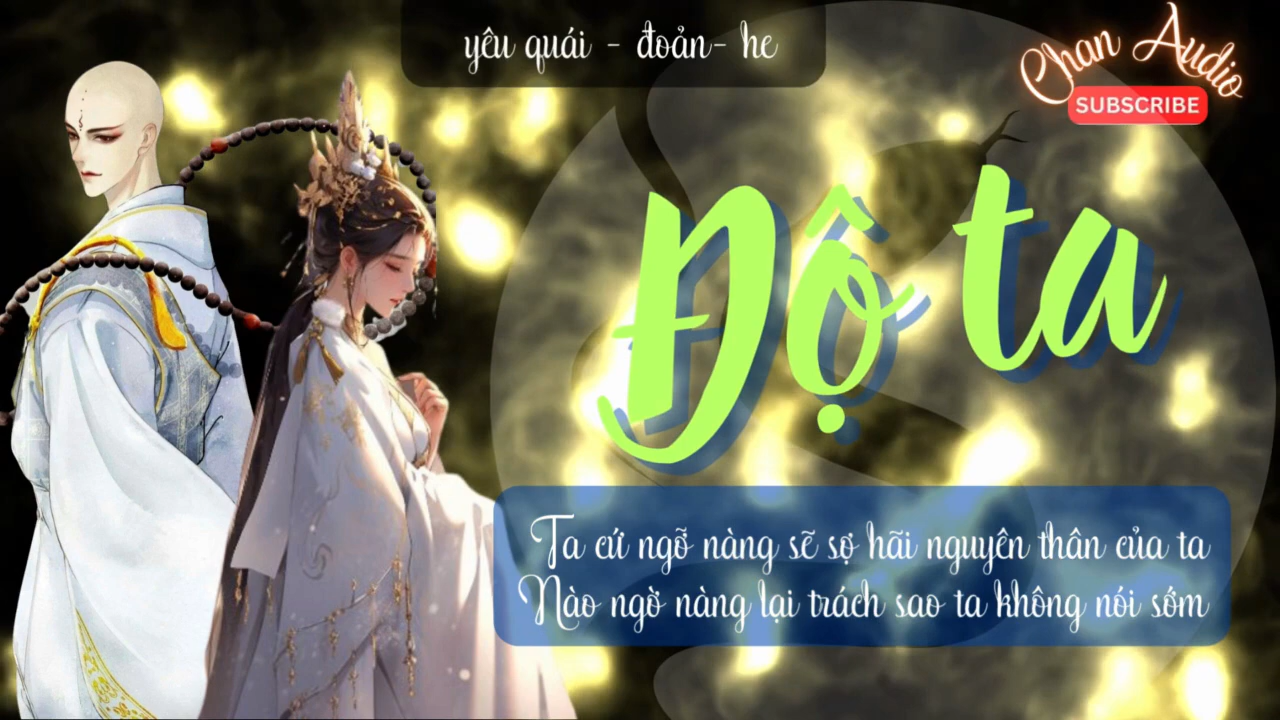 yêu quái - đoản- he
Chan Audio
SUBSCRIBE
Độ ta
Ta cứ ngỡ nàng sẽ sợ hãi nguyên thân của ta
Nào ngờ nàng lại trách sao ta không nói sớm